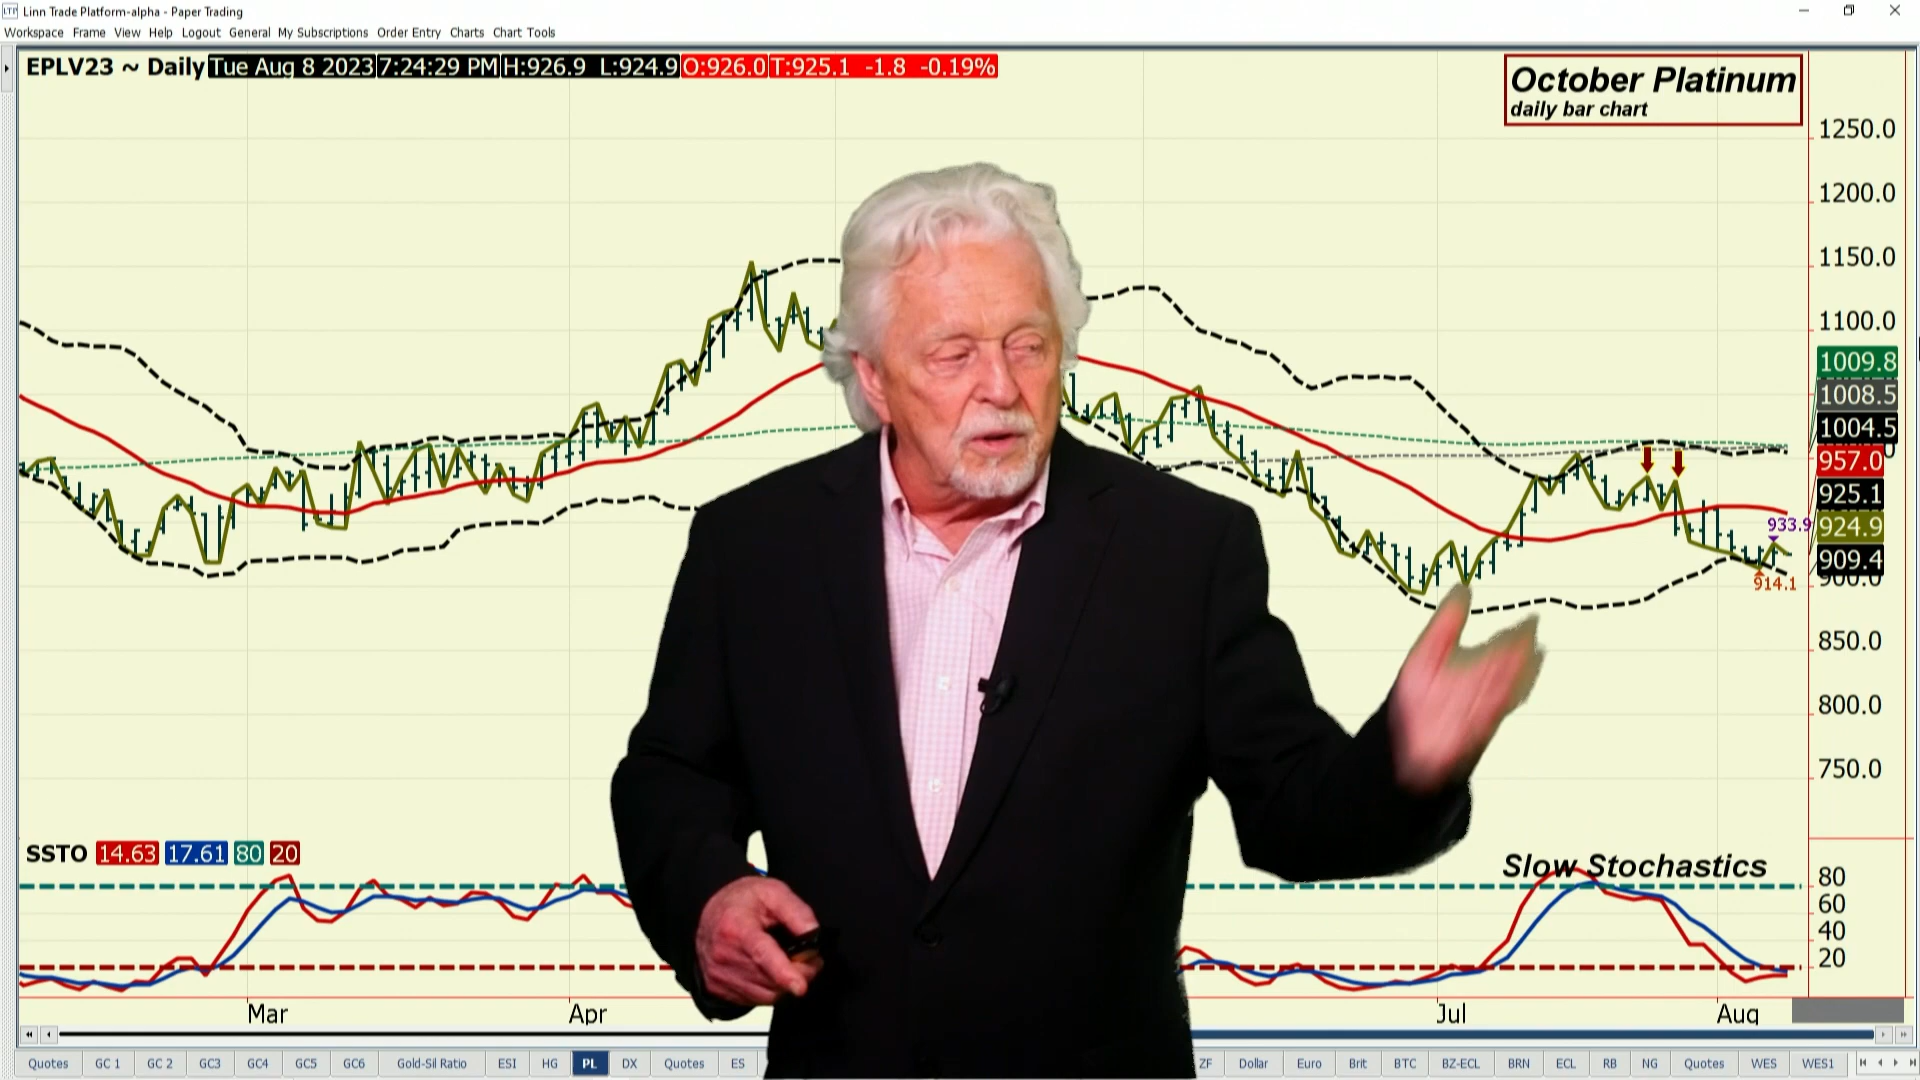 LTP Linn Trade Platform-alpha - Paper Trading
Workspace Frame View Help Logout General My Subscriptions Order Entry Charts Chart Tools
EPLV23 ~ Daily Tue Aug 8 2023 7:24:29 PM H:926.9 L:924.9 O:926.0 T:925.1 -1.8 -0.19%
October Platinum
daily bar chart
1250.0
1200.0
1150.0
1100.0
1009.8
1008.5
1004.5
957.0
925.1
933.9
924.9
909.4
900.0
914.1
850.0
800.0
750.0
SSTO 14.63 17.61 80 20
Slow Stochastics
80
60
40
20
Mar Apr Jul Aug
Quotes GC 1 GC 2 GC3 GC4 GC5 GC6 Gold-Sil Ratio ESI HG PL DX Quotes ES ZF Dollar Euro Brit BTC BZ-ECL BRN ECL RB NG Quotes WES WES1